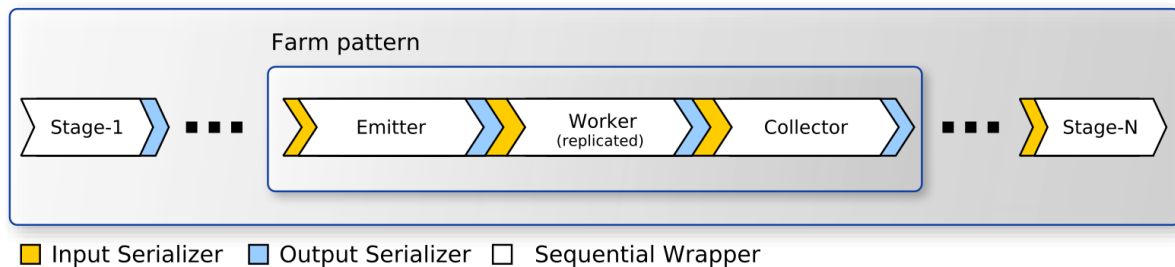 Farm pattern
Stage-1
Emitter
Worker
(replicated)
Collector
Stage-N
Input Serializer
Output Serializer
Sequential Wrapper